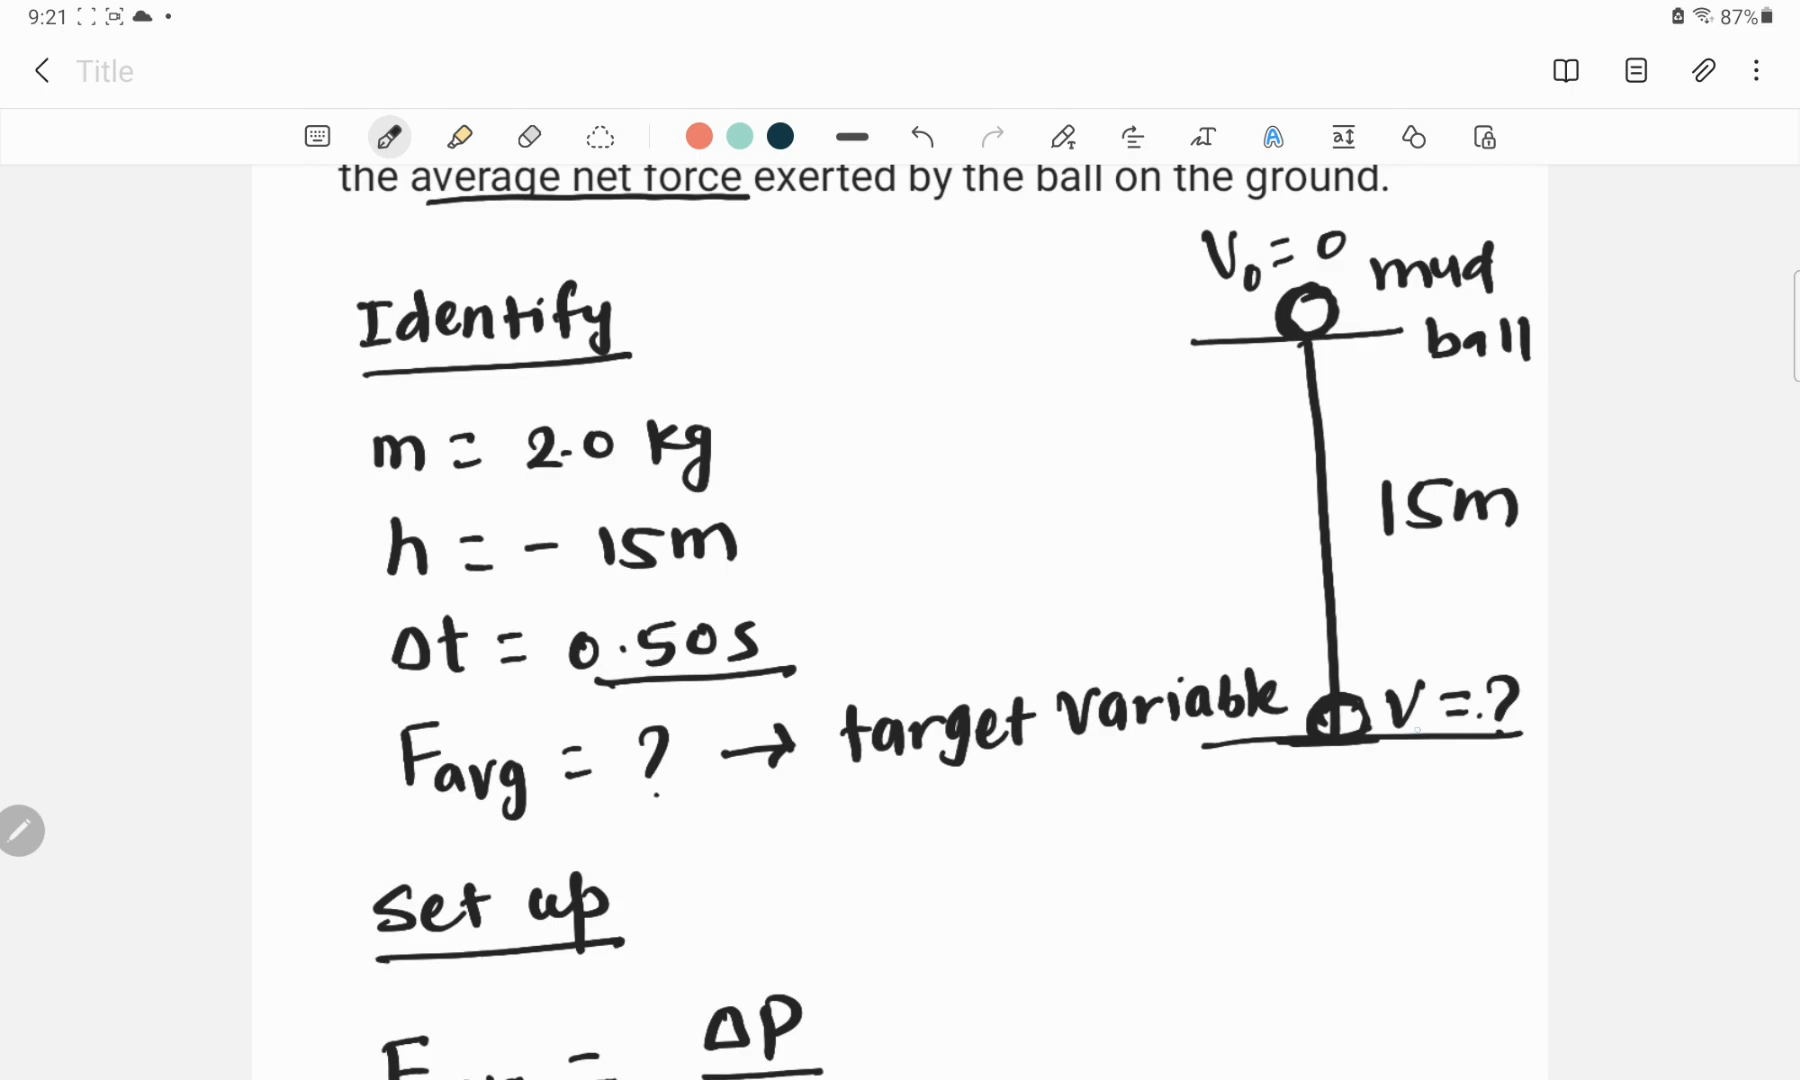 9:21 87%
Title
the average net force exerted by the ball on the ground.
V₀ = 0 mud
ball
Identify
m = 2.0 kg
h = - 15m
15m
Δt = 0.50s
Favg = ? → target variable
V = ?
Set up
ΔP
F =